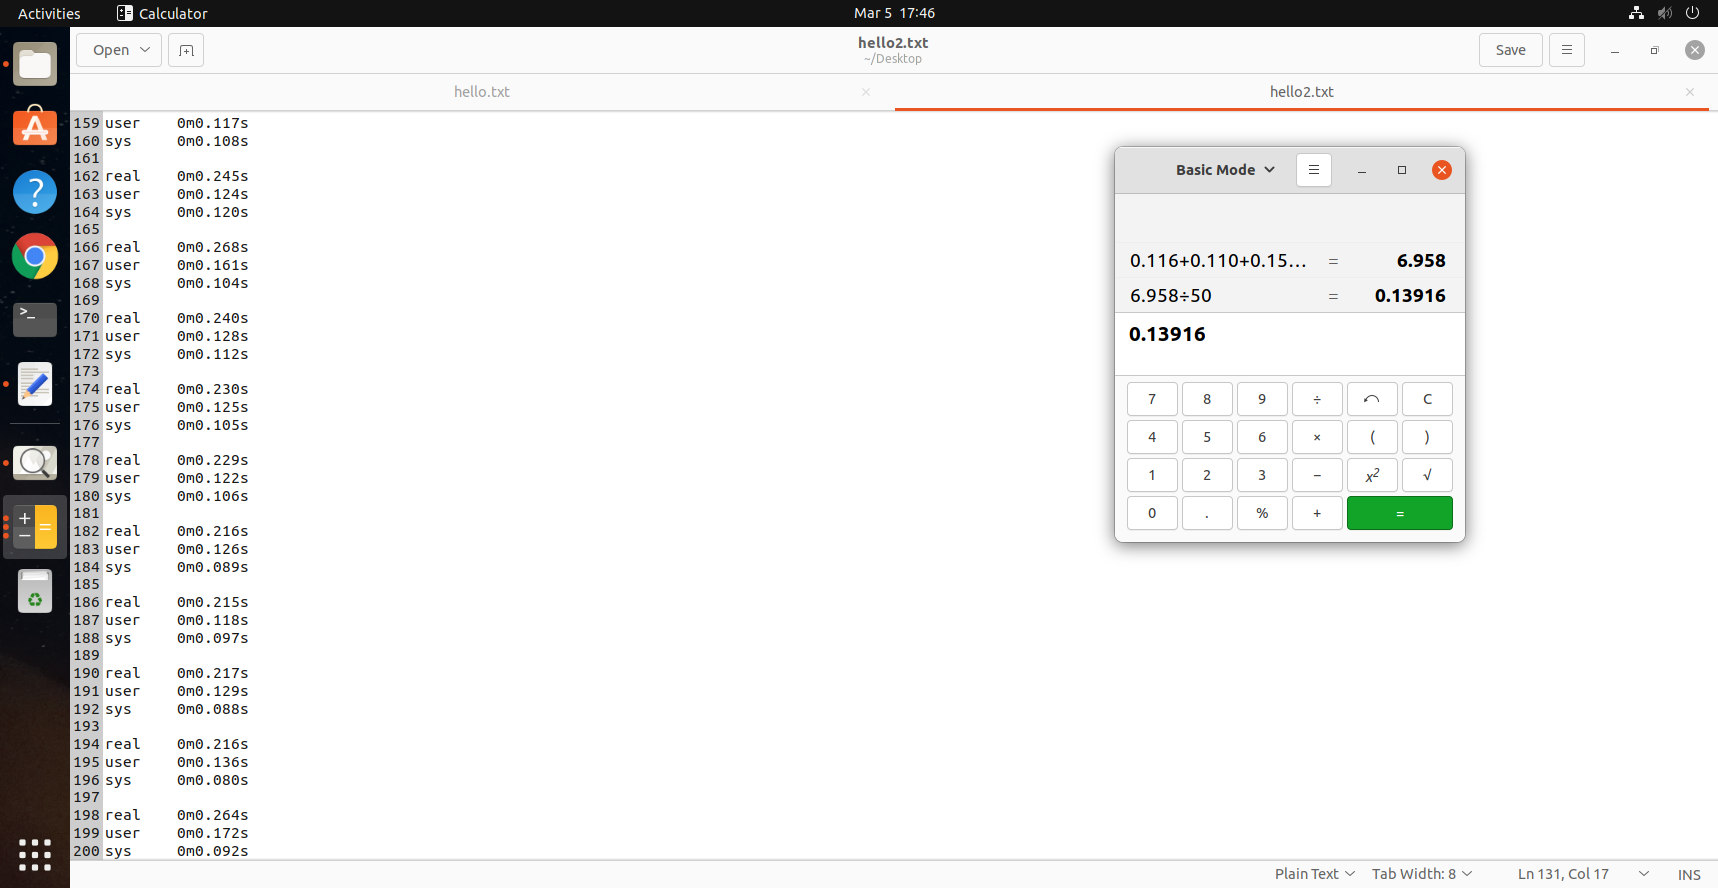 Activities Calculator Mar 5 17:46
Open hello2.txt Save
~/Desktop
hello.txt hello2.txt
159 user 0m0.117s
160 sys 0m0.108s
161
162 real 0m0.245s
163 user 0m0.124s
164 sys 0m0.120s
165
166 real 0m0.268s
167 user 0m0.161s
168 sys 0m0.104s
169
170 real 0m0.240s
171 user 0m0.128s
172 sys 0m0.112s
173
174 real 0m0.230s
175 user 0m0.125s
176 sys 0m0.105s
177
178 real 0m0.229s
179 user 0m0.122s
180 sys 0m0.106s
181
182 real 0m0.216s
183 user 0m0.126s
184 sys 0m0.089s
185
186 real 0m0.215s
187 user 0m0.118s
188 sys 0m0.097s
189
190 real 0m0.217s
191 user 0m0.129s
192 sys 0m0.088s
193
194 real 0m0.216s
195 user 0m0.136s
196 sys 0m0.080s
197
198 real 0m0.264s
199 user 0m0.172s
200 sys 0m0.092s
Basic Mode
0.116+0.110+0.15... = 6.958
6.958÷50 = 0.13916
0.13916
7 8 9 ÷ C
4 5 6 × ( )
1 2 3 − x² √
0 . % + =
Plain Text Tab Width: 8 Ln 131, Col 17 INS